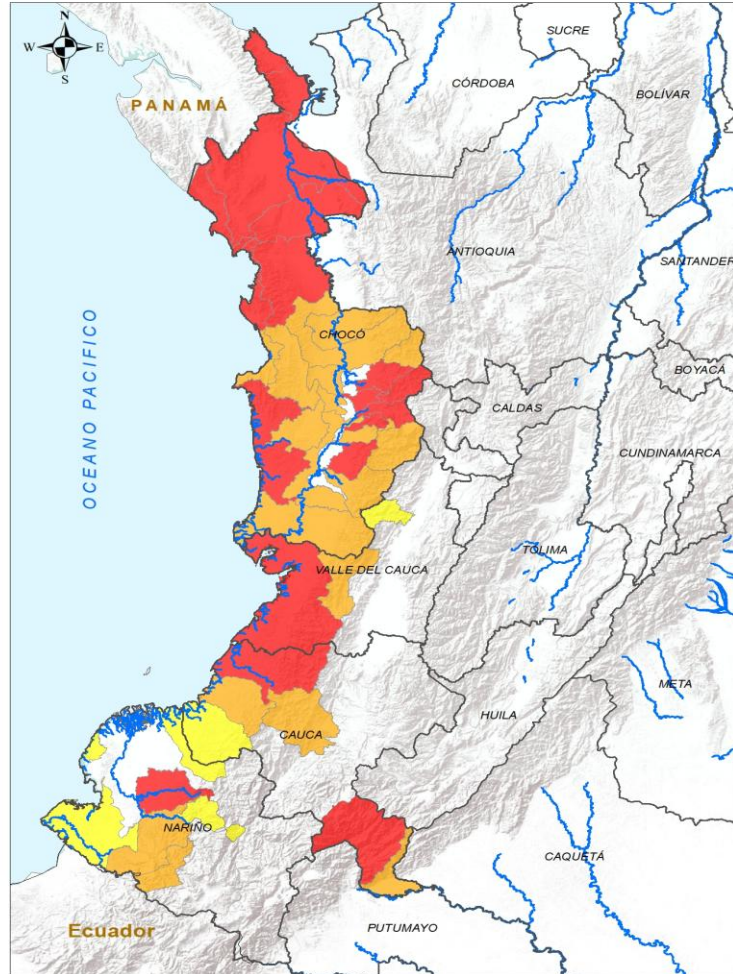 N
W E
S
SUCRE
CÓRDOBA
BOLÍVAR
PANAMÁ
ANTIOQUIA
SANTANDER
OCEANO PACIFICO
CHOCÓ
BOYACÁ
CALDAS
CUNDINAMARCA
TOLIMA
VALLE DEL CAUCA
META
HUILA
CAUCA
NARIÑO
CAQUETÁ
PUTUMAYO
Ecuador